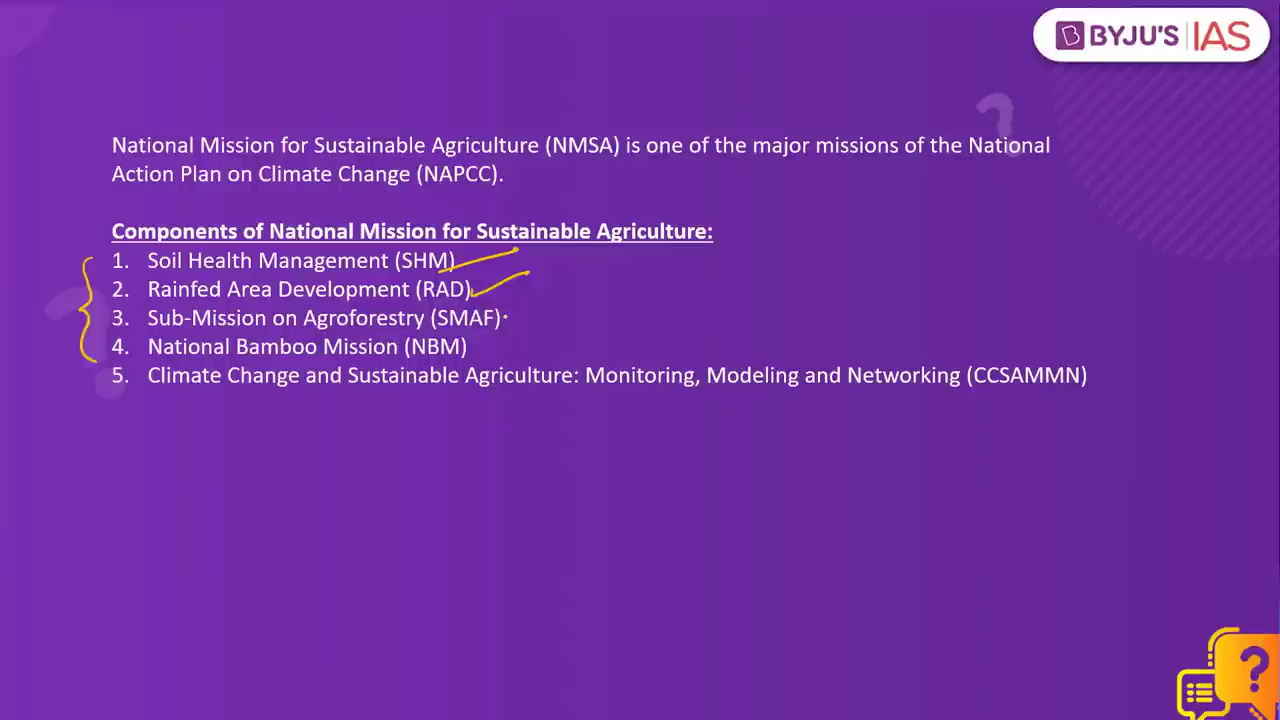 BYJU'S IAS
National Mission for Sustainable Agriculture (NMSA) is one of the major missions of the National
Action Plan on Climate Change (NAPCC).
Components of National Mission for Sustainable Agriculture:
1. Soil Health Management (SHM)
2. Rainfed Area Development (RAD)
3. Sub-Mission on Agroforestry (SMAF)
4. National Bamboo Mission (NBM)
5. Climate Change and Sustainable Agriculture: Monitoring, Modeling and Networking (CCSAMMN)